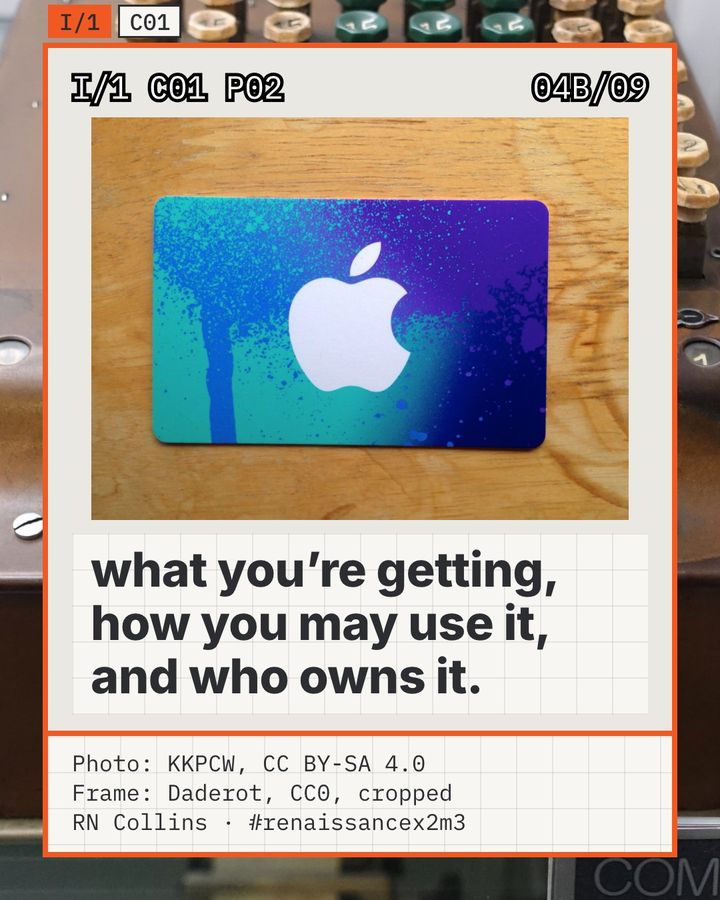 I/1 C01
I/1 C01 P02 04B/09
what you’re getting,
how you may use it,
and who owns it.
Photo: KKPCW, CC BY-SA 4.0
Frame: Daderot, CC0, cropped
RN Collins · #renaissancex2m3
COM